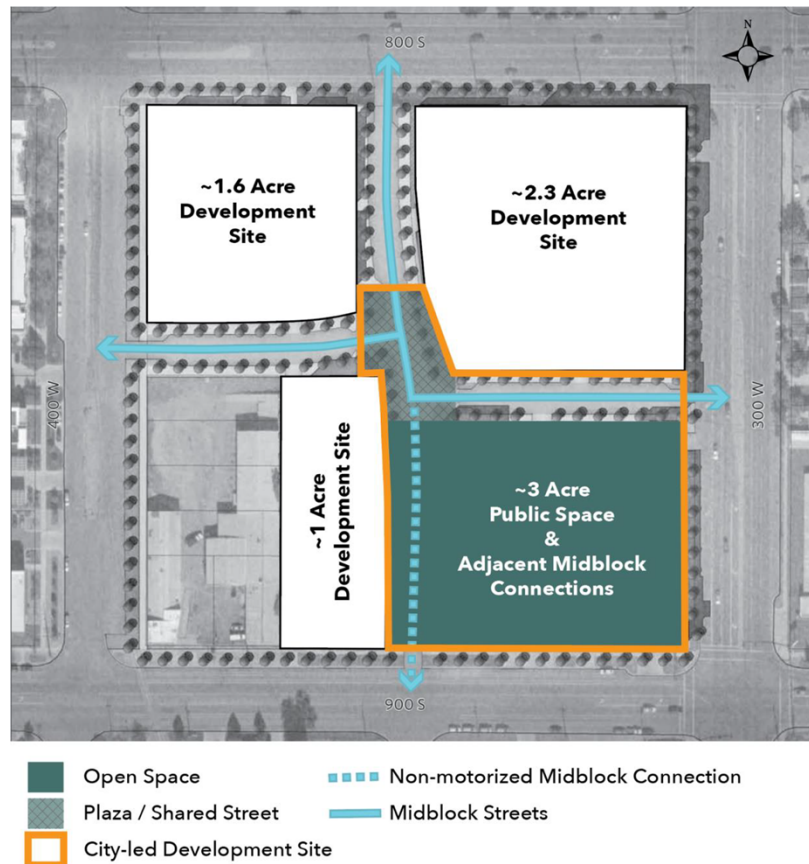 800 S
N
~1.6 Acre
Development
Site
~2.3 Acre
Development
Site
400 W
300 W
~1 Acre
Development Site
~3 Acre
Public Space
&
Adjacent Midblock
Connections
900 S
Open Space
Non-motorized Midblock Connection
Plaza / Shared Street
Midblock Streets
City-led Development Site